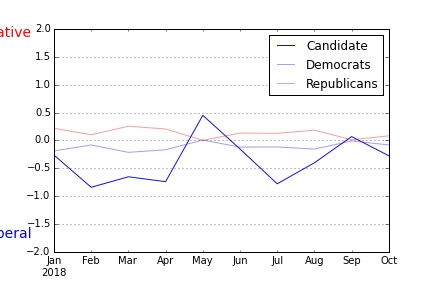 ative
2.0
1.5
1.0
0.5
0.0
−0.5
−1.0
−1.5
−2.0
beral
Candidate
Democrats
Republicans
Jan Feb Mar Apr May Jun Jul Aug Sep Oct
2018